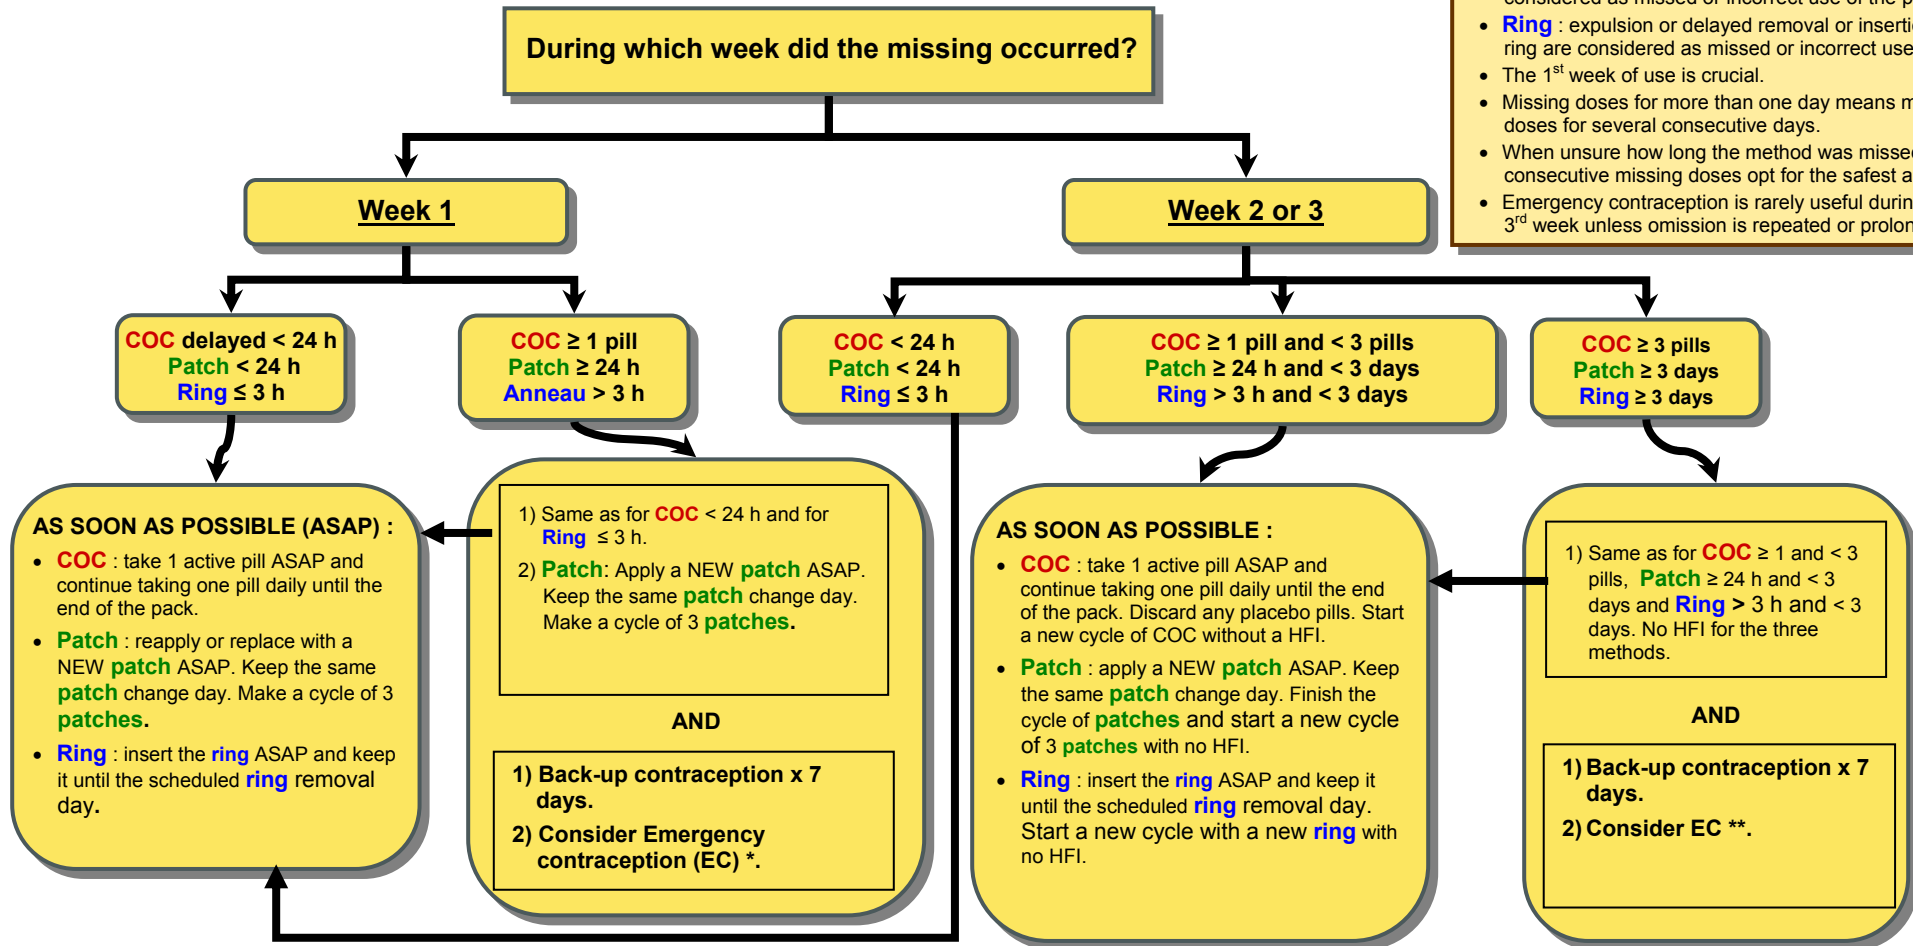 During which week did the missing occurred?
considered as missed or incorrect use of the
• Ring : expulsion or delayed removal or
ring are considered as missed or incorrect use
• The 1st week of use is crucial.
• Missing doses for more than one day means
doses for several consecutive days.
• When unsure how long the method was
consecutive missing doses opt for the safest
• Emergency contraception is rarely useful
3rd week unless omission is repeated or
Week 1
Week 2 or 3
COC delayed < 24 h
Patch < 24 h
Ring ≤ 3 h
COC ≥ 1 pill
Patch ≥ 24 h
Anneau > 3 h
COC < 24 h
Patch < 24 h
Ring ≤ 3 h
COC ≥ 1 pill and < 3 pills
Patch ≥ 24 h and < 3 days
Ring > 3 h and < 3 days
COC ≥ 3 pills
Patch ≥ 3 days
Ring ≥ 3 days
AS SOON AS POSSIBLE (ASAP) :
• COC : take 1 active pill ASAP and
continue taking one pill daily until the
end of the pack.
• Patch : reapply or replace with a
NEW patch ASAP. Keep the same
patch change day. Make a cycle of 3
patches.
• Ring : insert the ring ASAP and keep
it until the scheduled ring removal
day.
1) Same as for COC < 24 h and for
Ring ≤ 3 h.
2) Patch: Apply a NEW patch ASAP.
Keep the same patch change day.
Make a cycle of 3 patches.
AND
1) Back-up contraception x 7
days.
2) Consider Emergency
contraception (EC) *.
AS SOON AS POSSIBLE :
• COC : take 1 active pill ASAP and
continue taking one pill daily until the end
of the pack. Discard any placebo pills. Start
a new cycle of COC without a HFI.
• Patch : apply a NEW patch ASAP. Keep
the same patch change day. Finish the
cycle of patches and start a new cycle
of 3 patches with no HFI.
• Ring : insert the ring ASAP and keep it
until the scheduled ring removal day.
Start a new cycle with a new ring with
no HFI.
1) Same as for COC ≥ 1 and < 3
pills, Patch ≥ 24 h and < 3
days and Ring > 3 h and < 3
days. No HFI for the three
methods.
AND
1) Back-up contraception x 7
days.
2) Consider EC **.